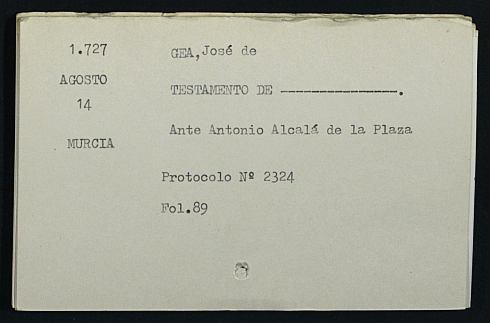 1.727
AGOSTO
14
MURCIA
GEA, José de
TESTAMENTO DE ---------------.
Ante Antonio Alcalá de la Plaza
Protocolo Nº 2324
Fol.89